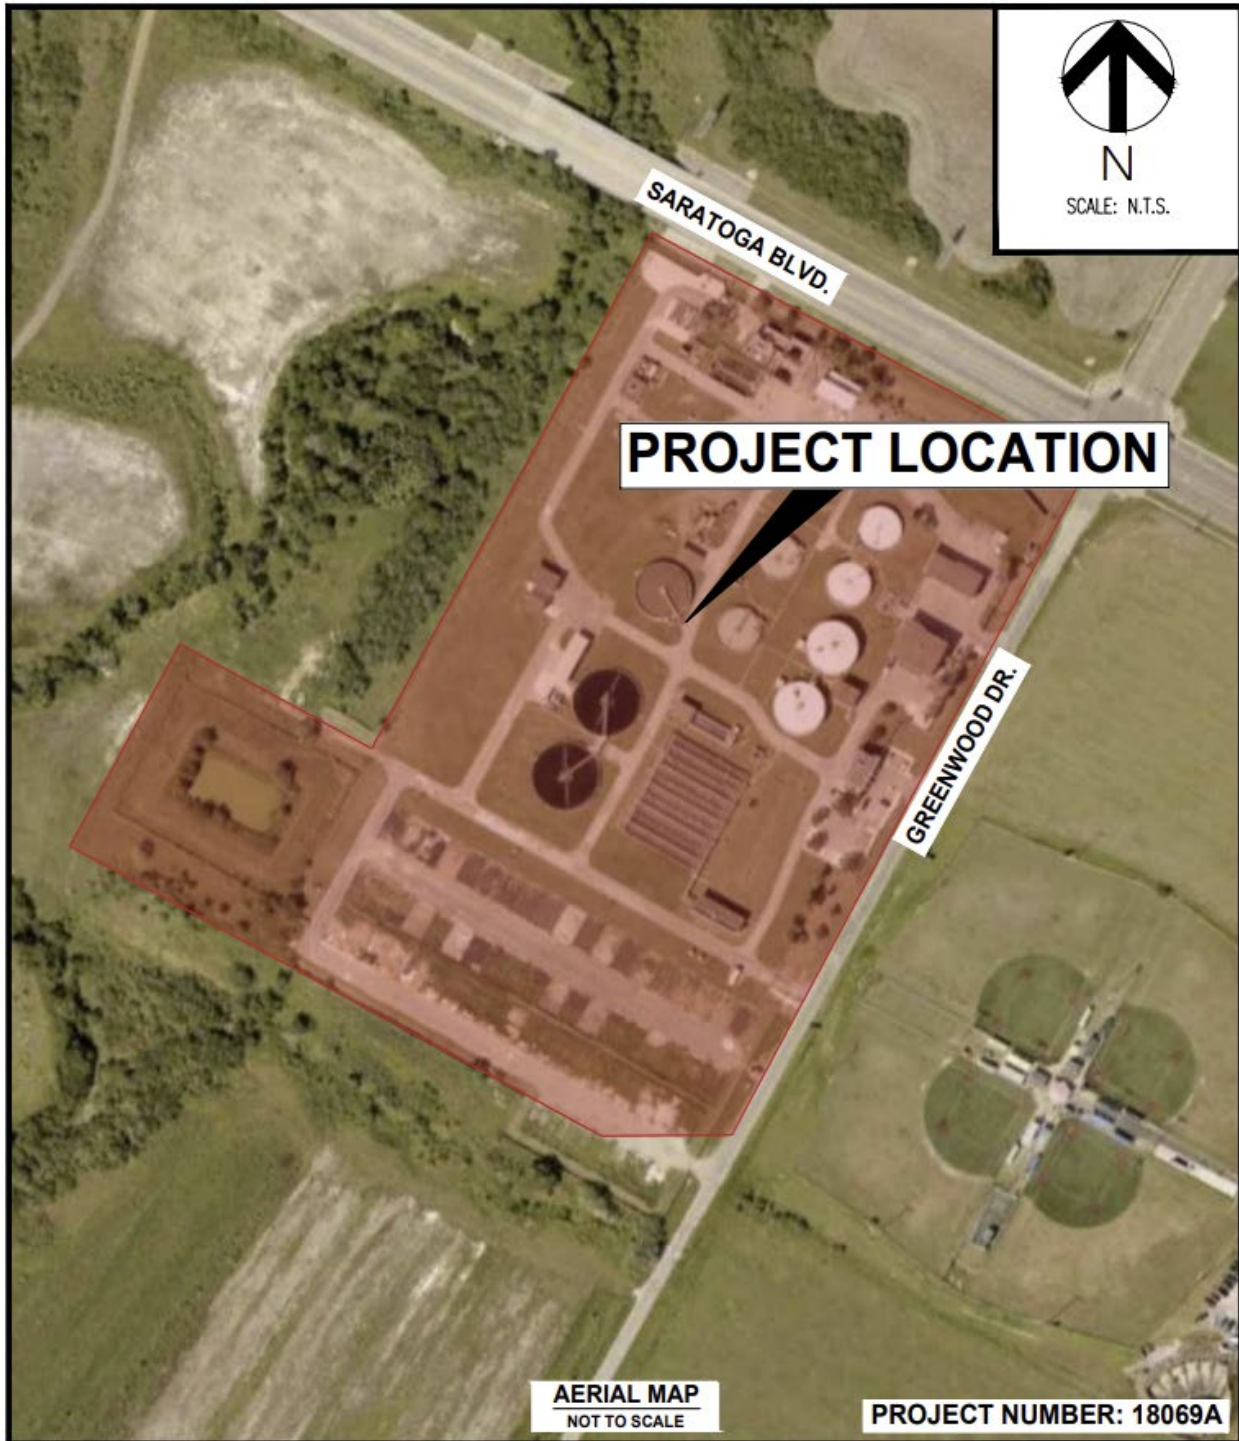 N
SCALE: N.T.S.
SARATOGA BLVD.
PROJECT LOCATION
GREENWOOD DR.
AERIAL MAP
NOT TO SCALE
PROJECT NUMBER: 18069A